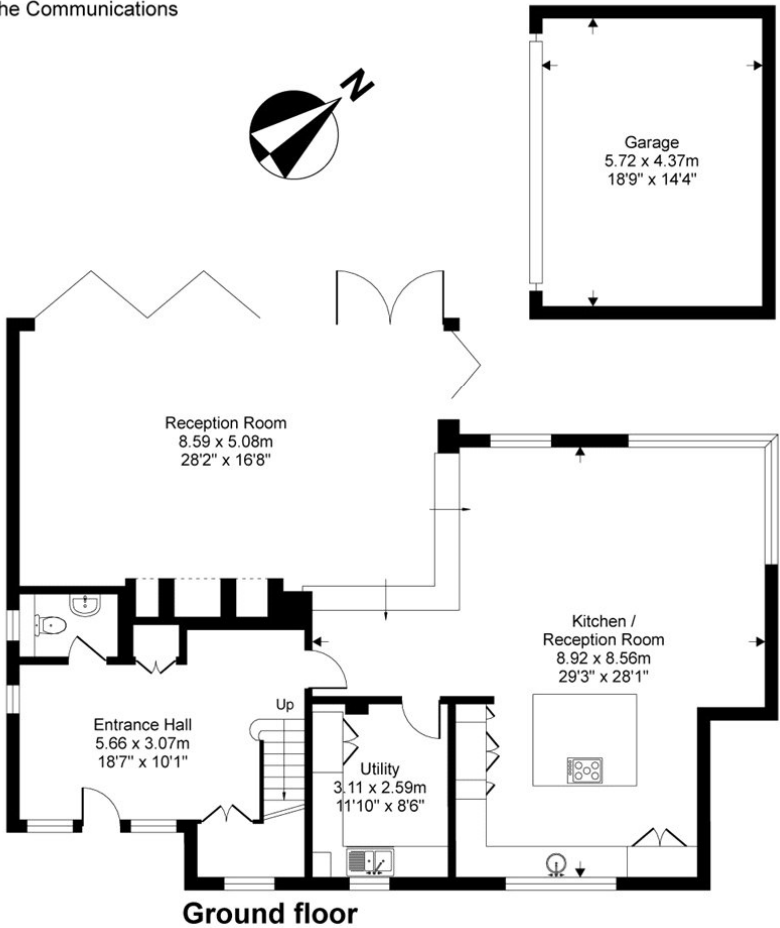 he Communications
N
Garage
5.72 x 4.37m
18'9" x 14'4"
Reception Room
8.59 x 5.08m
28'2" x 16'8"
Kitchen /
Reception Room
8.92 x 8.56m
29'3" x 28'1"
Up
Entrance Hall
5.66 x 3.07m
18'7" x 10'1"
Utility
3.11 x 2.59m
11'10" x 8'6"
Ground floor